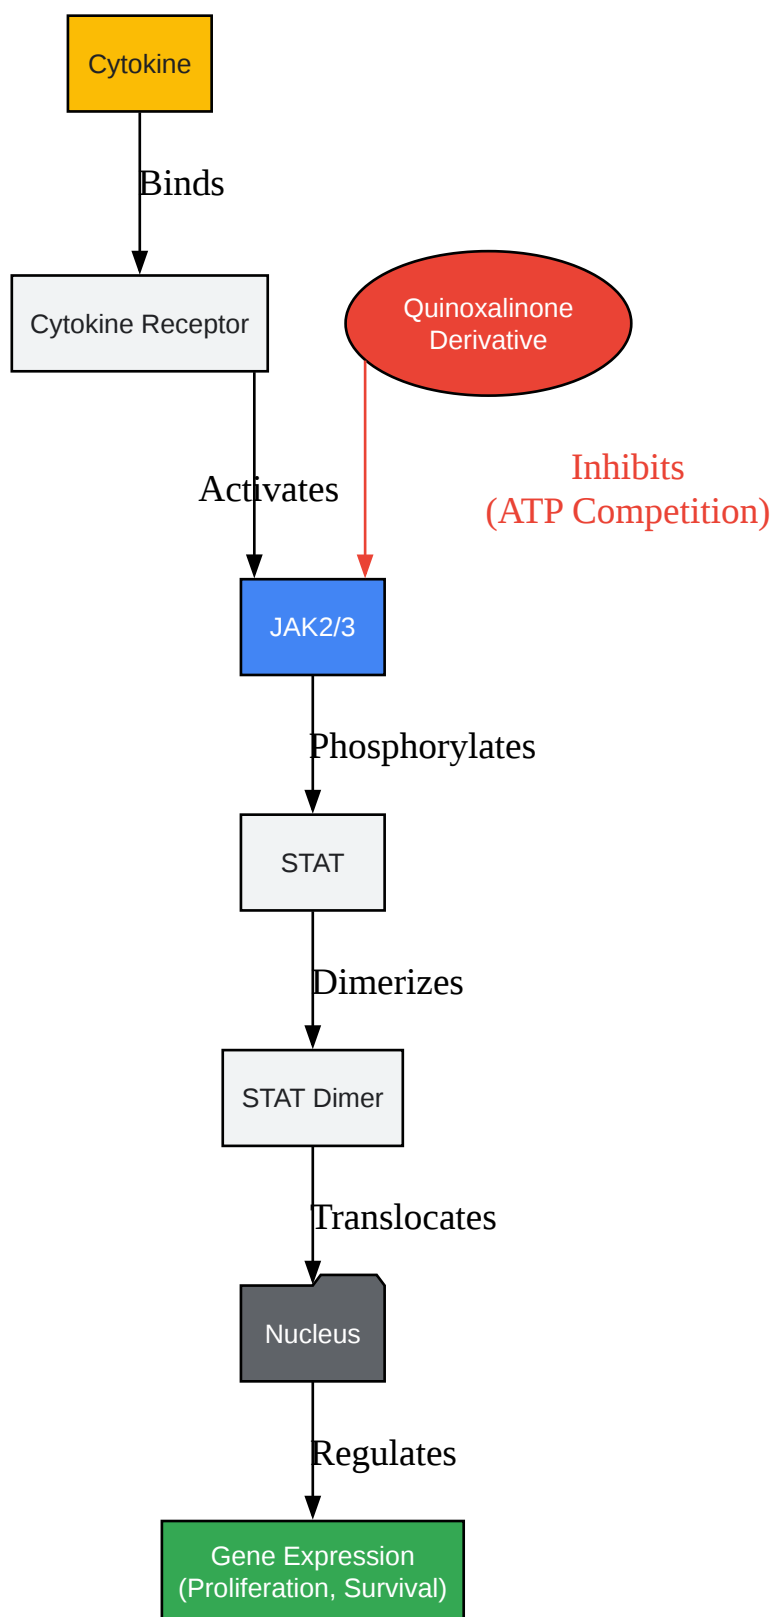 Cytokine
Binds
Cytokine Receptor
Quinoxalinone
Derivative
Activates
Inhibits
(ATP Competition)
JAK2/3
Phosphorylates
STAT
Dimerizes
STAT Dimer
Translocates
Nucleus
Regulates
Gene Expression
(Proliferation, Survival)